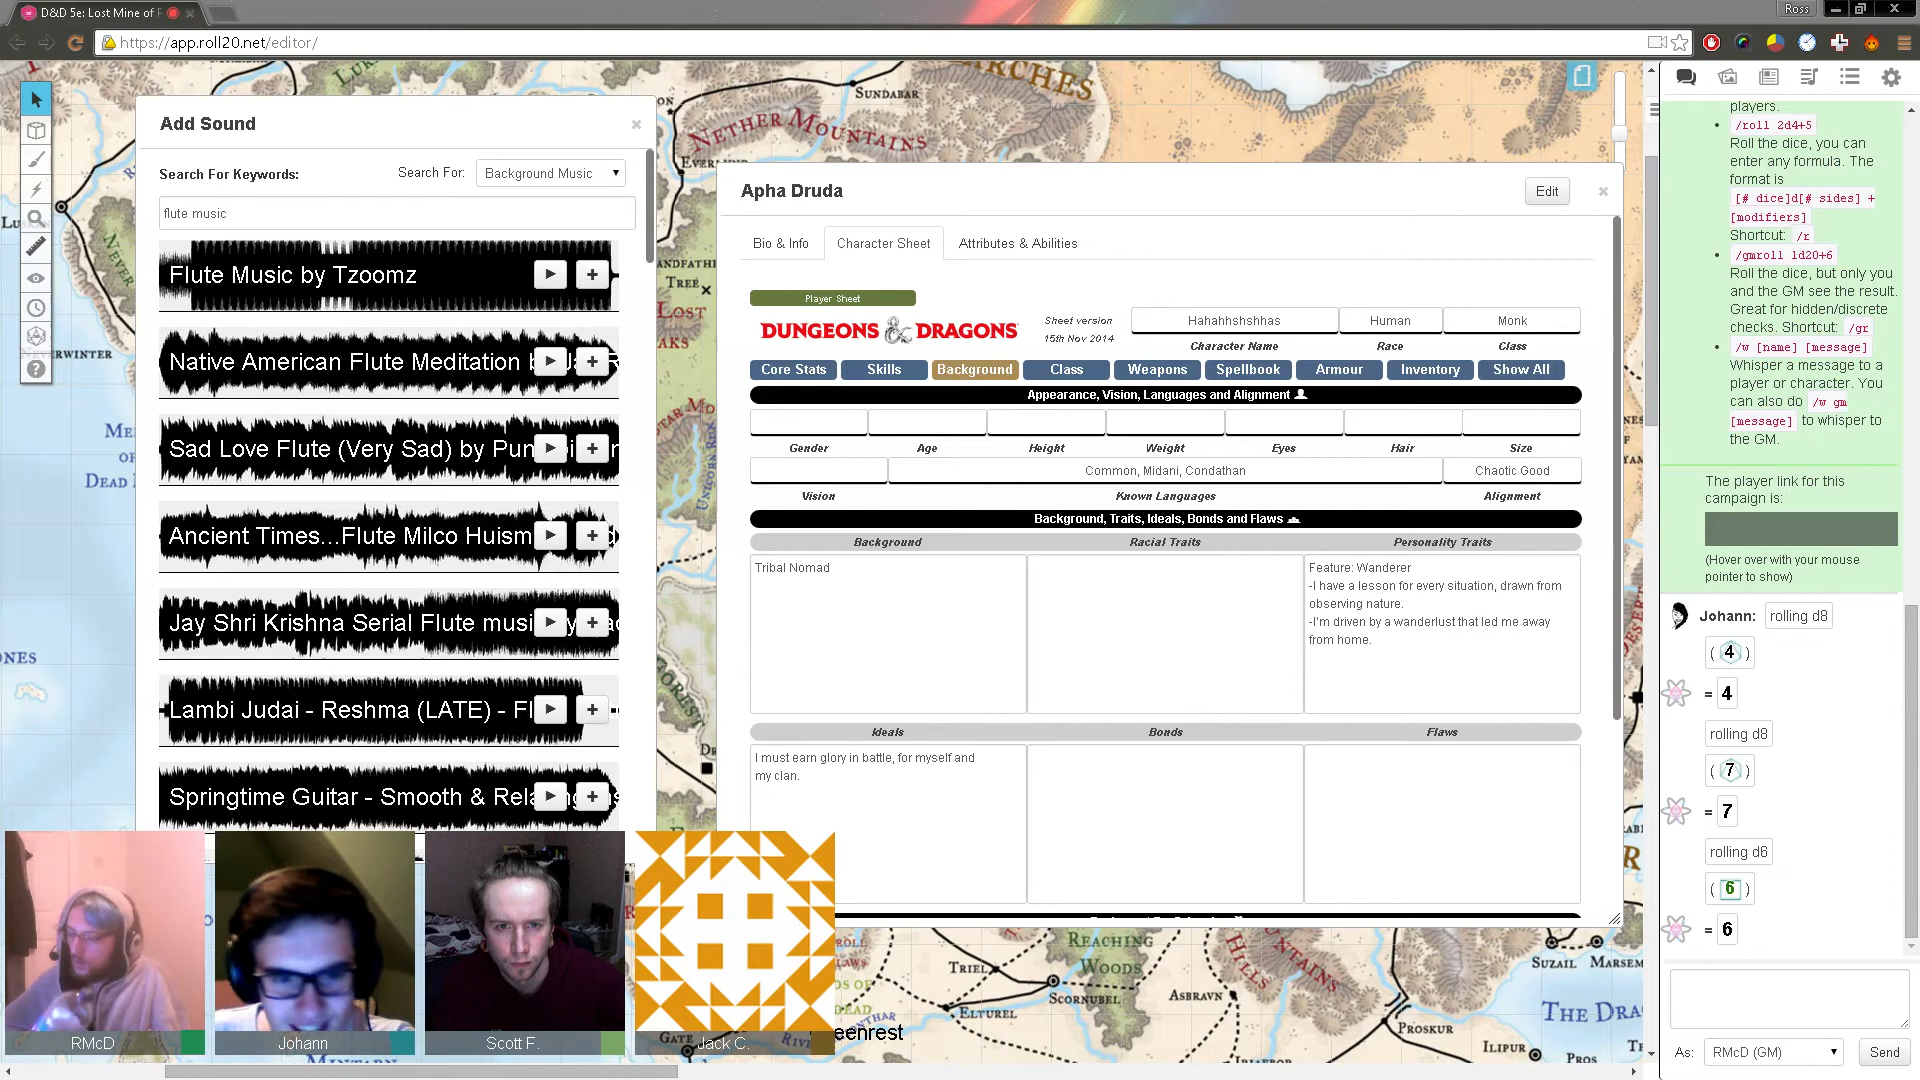 D&D 5e: Lost Mine of P
Ross
https://app.roll20.net/editor/
Add Sound
Search For Keywords:
Search For:
Background Music
flute music
Flute Music by Tzoomz
Native American Flute Meditation
Sad Love Flute (Very Sad) by
Ancient Times...Flute Milco
Jay Shri Krishna Serial Flute
Lambi Judai - Reshma (LATE) -
Springtime Guitar - Smooth &
Apha Druda
Edit
Bio & Info
Character Sheet
Attributes & Abilities
Player Sheet
DUNGEONS & DRAGONS
Sheet version
15th Nov 2014
Hahahhshshhas
Human
Monk
Character Name
Race
Class
Core Stats
Skills
Background
Class
Weapons
Spellbook
Armour
Inventory
Show All
Appearance, Vision, Languages and Alignment
Gender
Age
Height
Weight
Eyes
Hair
Size
Common, Midani, Condathan
Chaotic Good
Vision
Known Languages
Alignment
Background, Traits, Ideals, Bonds and Flaws
Background
Racial Traits
Personality Traits
Tribal Nomad
Feature: Wanderer
-I have a lesson for every situation, drawn from
observing nature.
-I'm driven by a wanderlust that led me away
from home.
Ideals
Bonds
Flaws
I must earn glory in battle, for myself and
my clan.
players.
/roll 2d4+5
Roll the dice, you can
enter any formula. The
format is
[# dice]d[# sides] +
[modifiers]
Shortcut: /r
/gmroll 1d20+6
Roll the dice, but only you
and the GM see the result.
Great for hidden/discrete
checks. Shortcut: /gr
/w [name] [message]
Whisper a message to a
player or character. You
can also do /w gm
[message] to whisper to
the GM.
The player link for this
campaign is:
(Hover over with your mouse
pointer to show)
Johann: rolling d8
( 4 )
= 4
rolling d8
( 7 )
= 7
rolling d6
( 6 )
= 6
As:
RMcD (GM)
Send
RMcD
Johann
Scott F.
Jack C.
SUNDABAR
NETHER MOUNTAINS
TREE
LOST
UNICORN RUN
REACHING
WOODS
TRIEL
SCORNUBEL
ELTUREL
ASBRAVN
PROSKUR
SUZAIL
ILIPUR
THE DRA
eenrest